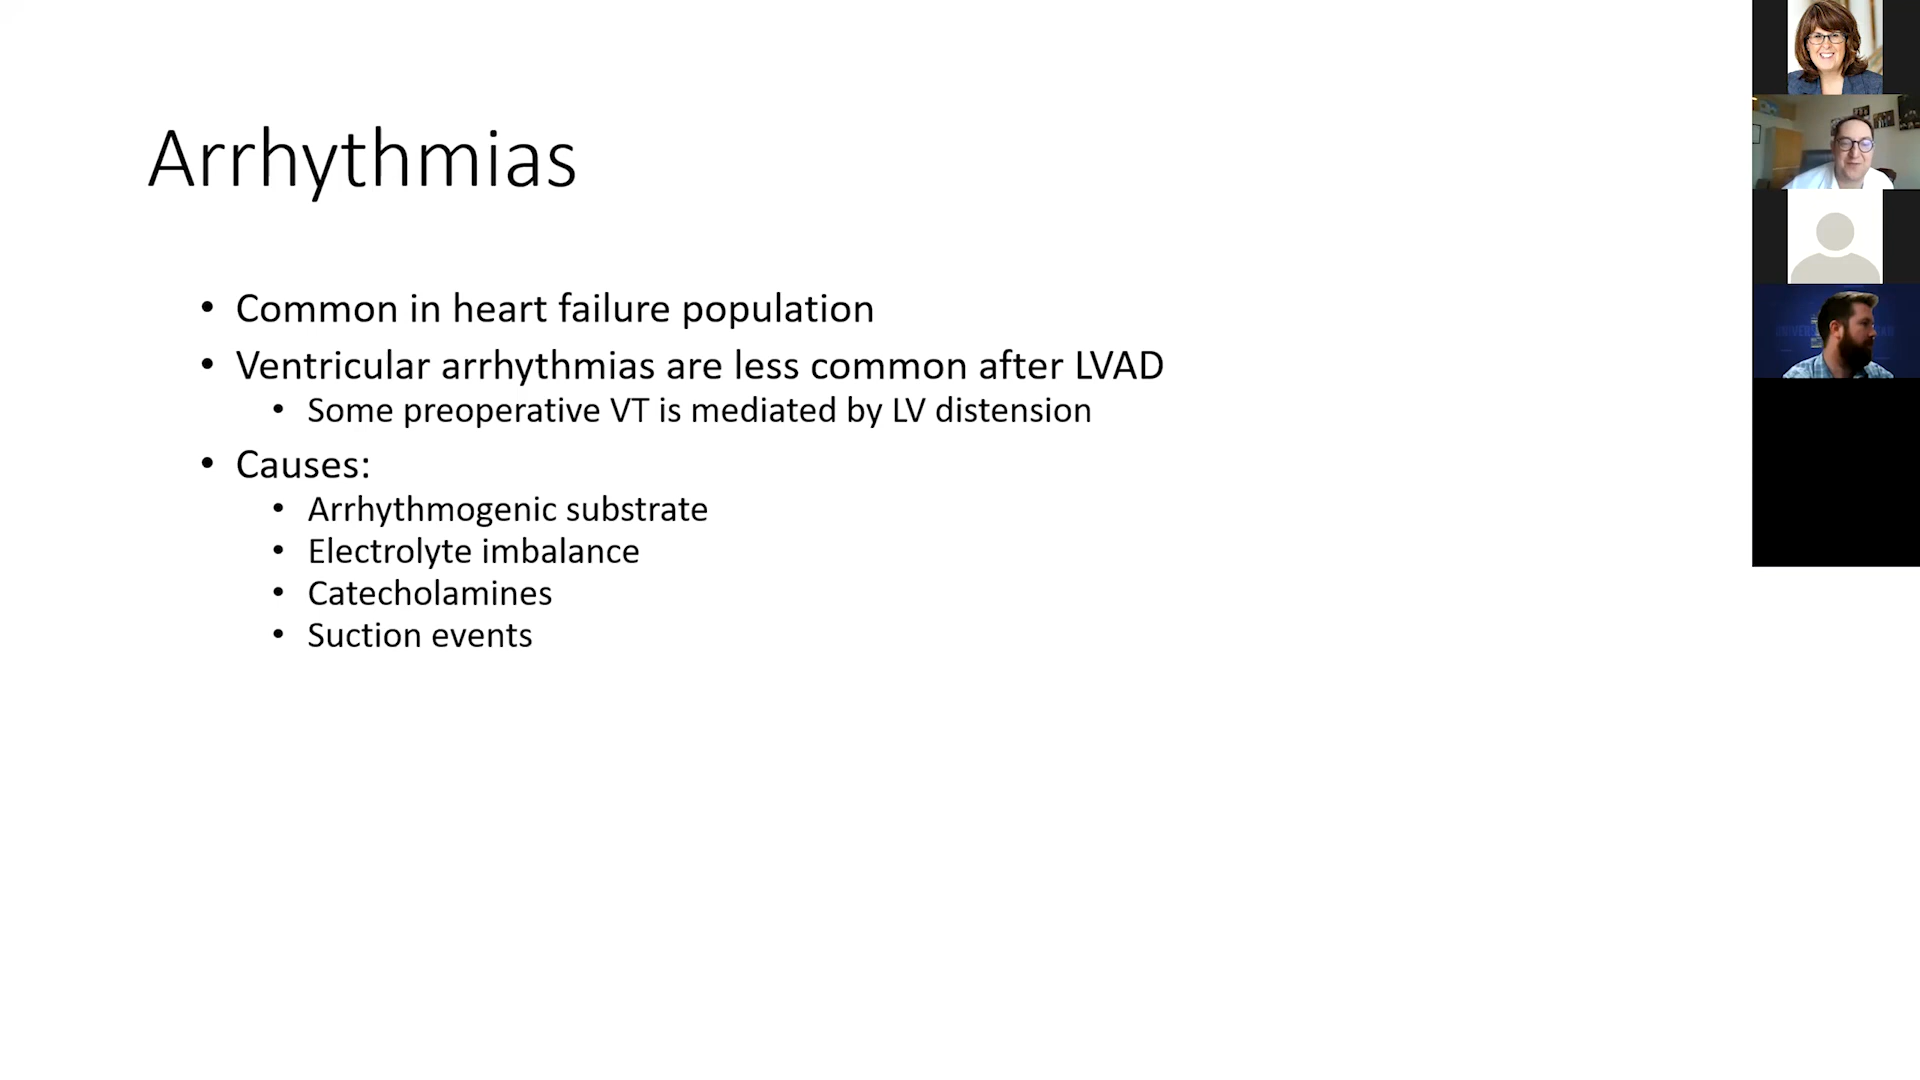 Arrhythmias
• Common in heart failure population
• Ventricular arrhythmias are less common after LVAD
• Some preoperative VT is mediated by LV distension
• Causes:
• Arrhythmogenic substrate
• Electrolyte imbalance
• Catecholamines
• Suction events